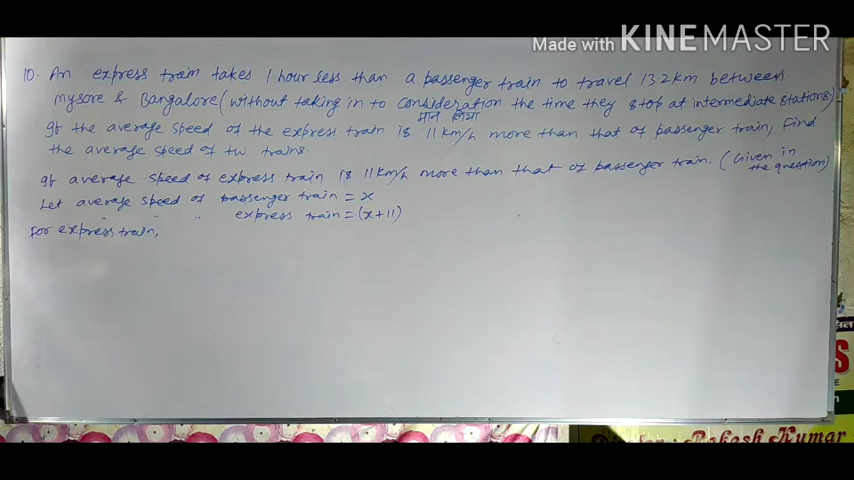 Made with KINEMASTER
10. An express train takes 1 hour less than a passenger train to travel 132 km between
Mysore & Bangalore (without taking in to consideration the time they stop at intermediate stations)
मान लिया
If the average speed of the express train is 11 km/h more than that of passenger train, find
the average speed of tw trains.
If average speed of express train is 11 km/h more than that of passenger train. (Given in
the question)
Let average speed of passenger train = x
" " " express train = (x+11)
For express train,
Rakesh Kumar